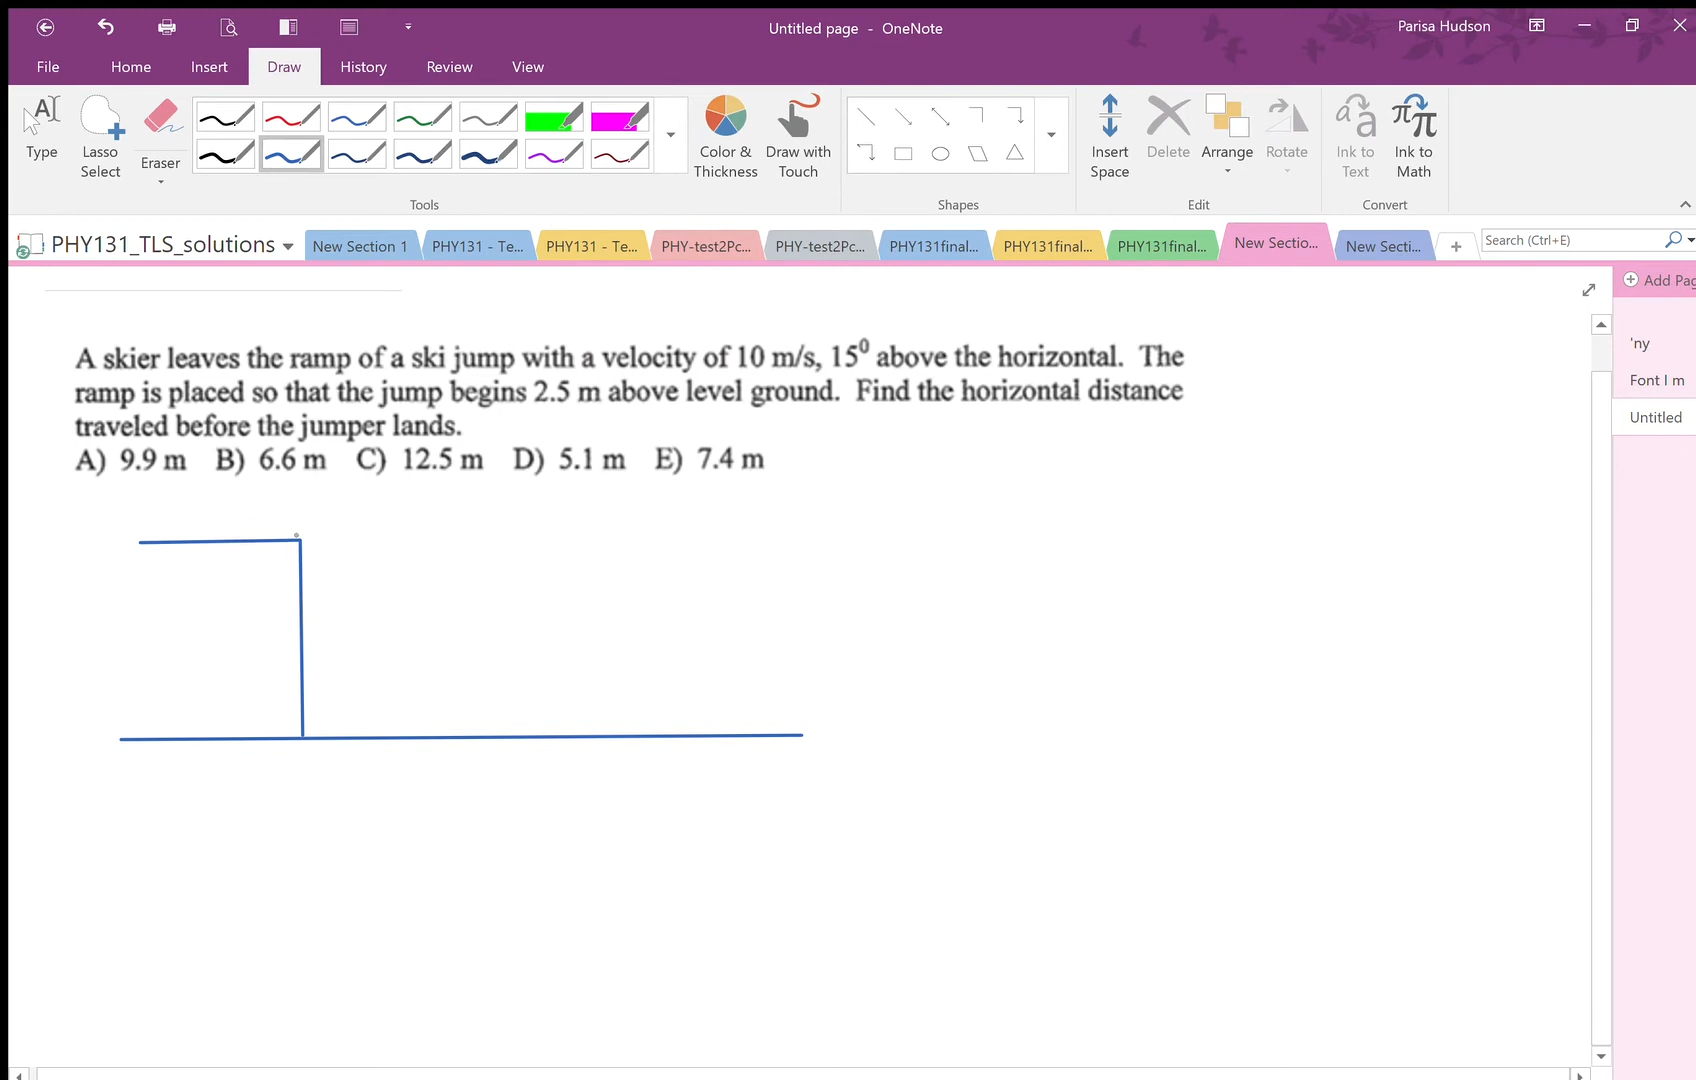 Untitled page - OneNote
Parisa Hudson
File Home Insert Draw History Review View
Type
Lasso Select
Eraser
Color & Thickness
Draw with Touch
Insert Space
Delete
Arrange
Rotate
Ink to Text
Ink to Math
Tools
Shapes
Edit
Convert
PHY131_TLS_solutions
New Section 1
PHY131 - Te...
PHY131 - Te...
PHY-test2Pc...
PHY-test2Pc...
PHY131final...
PHY131final...
PHY131final...
New Sectio...
New Secti...
Search (Ctrl+E)
Add Pag
'ny
Font I m
Untitled
A skier leaves the ramp of a ski jump with a velocity of 10 m/s, 15⁰ above the horizontal. The
ramp is placed so that the jump begins 2.5 m above level ground. Find the horizontal distance
traveled before the jumper lands.
A) 9.9 m B) 6.6 m C) 12.5 m D) 5.1 m E) 7.4 m